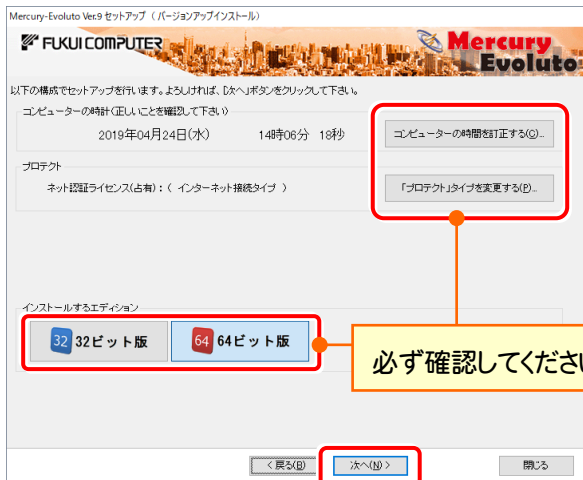 Mercury-Evoluto Ver.9 セットアップ (バージョンアップインストール)
FUKUI COMPUTER
Mercury
Evoluto
以下の構成でセットアップを行います。よろしければ、[次へ]ボタンをクリックして下さい。
コンピューターの時計(正しいことを確認して下さい)
2019年04月24日(水) 14時06分 18秒
コンピューターの時間を訂正する(C)...
プロテクト
ネット認証ライセンス(占有) : ( インターネット接続タイプ )
「プロテクト」タイプを変更する(P)...
インストールするエディション
32 32ビット版
64 64ビット版
必ず確認してくださ
< 戻る(B)
次へ(N) >
閉じる